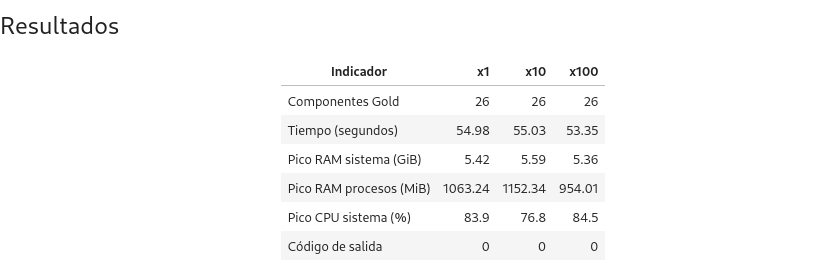 Resultados
Indicador x1 x10 x100
Componentes Gold 26 26 26
Tiempo (segundos) 54.98 55.03 53.35
Pico RAM sistema (GiB) 5.42 5.59 5.36
Pico RAM procesos (MiB) 1063.24 1152.34 954.01
Pico CPU sistema (%) 83.9 76.8 84.5
Código de salida 0 0 0